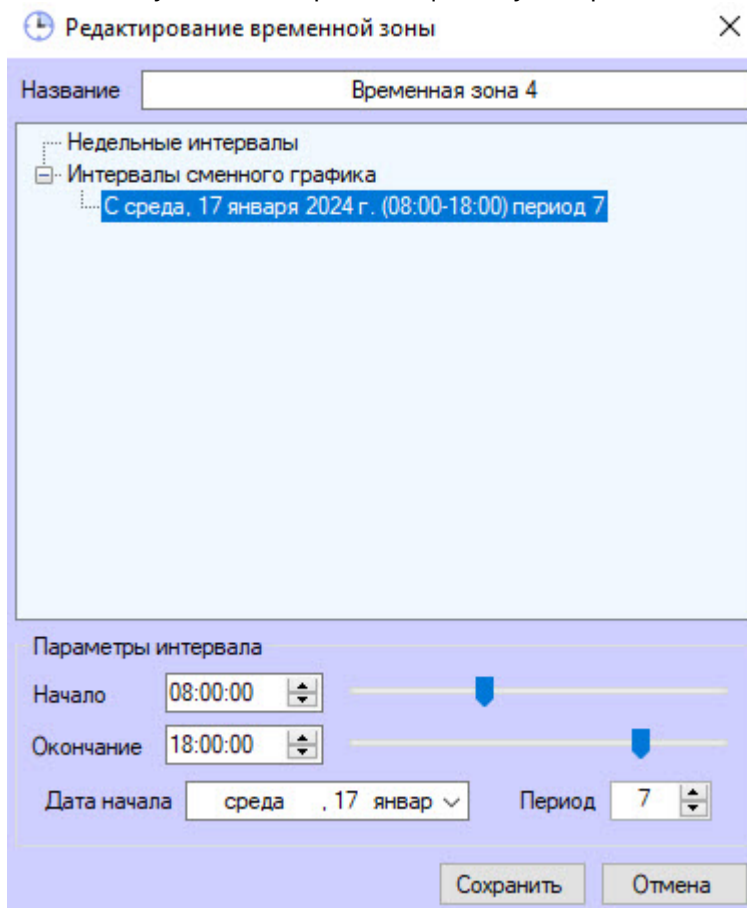 Редактирование временной зоны
Название Временная зона 4
Недельные интервалы
Интервалы сменного графика
С среда, 17 января 2024 г. (08:00-18:00) период 7
Параметры интервала
Начало 08:00:00
Окончание 18:00:00
Дата начала среда , 17 январ Период 7
Сохранить Отмена